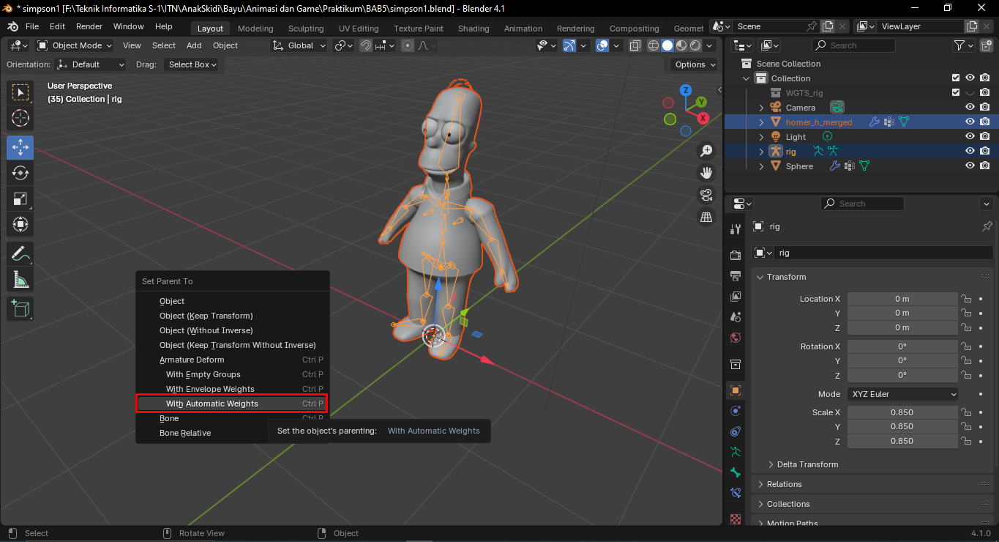 * simpson1 [F:\Teknik Informatika S-1\ITN\AnakSkidi\Bayu\Animasi dan Game\Praktikum\BAB5\simpson1.blend] - Blender 4.1
File Edit Render Window Help Layout Modeling Sculpting UV Editing Texture Paint Shading Animation Rendering Compositing Geomet Scene ViewLayer
Object Mode View Select Add Object Global Search
Orientation: Default Drag: Select Box Options
Scene Collection
Collection
WGTS_rig
Camera
homer_h_merged
Light
rig
Sphere
User Perspective
(35) Collection | rig
Z
Y
X
Search
rig
rig
Transform
Location X 0 m
Y 0 m
Z 0 m
Rotation X 0°
Y 0°
Z 0°
Mode XYZ Euler
Scale X 0.850
Y 0.850
Z 0.850
Delta Transform
Relations
Collections
Motion Paths
Set Parent To
Object
Object (Keep Transform)
Object (Without Inverse)
Object (Keep Transform Without Inverse)
Armature Deform Ctrl P
With Empty Groups Ctrl P
With Envelope Weights Ctrl P
With Automatic Weights Ctrl P
Bone Ctrl P
Bone Relative
Set the object's parenting: With Automatic Weights
Select Rotate View Object 4.1.0